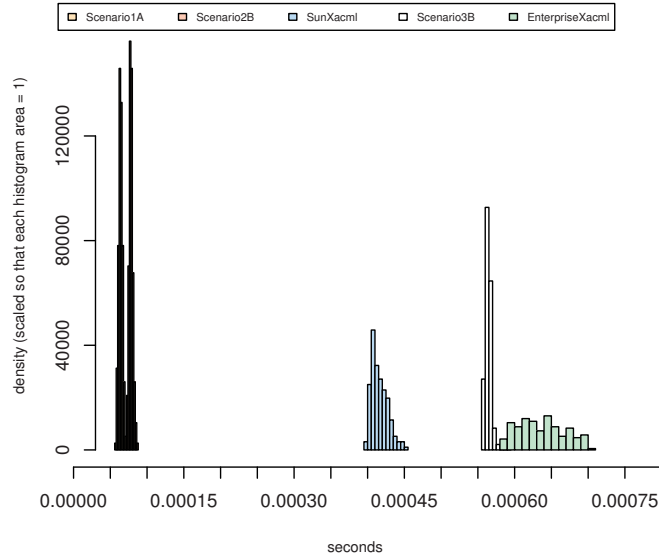 Scenario1A Scenario2B SunXacml Scenario3B EnterpriseXacml
density (scaled so that each histogram area = 1)
120000
80000
40000
0
0.00000 0.00015 0.00030 0.00045 0.00060 0.00075
seconds